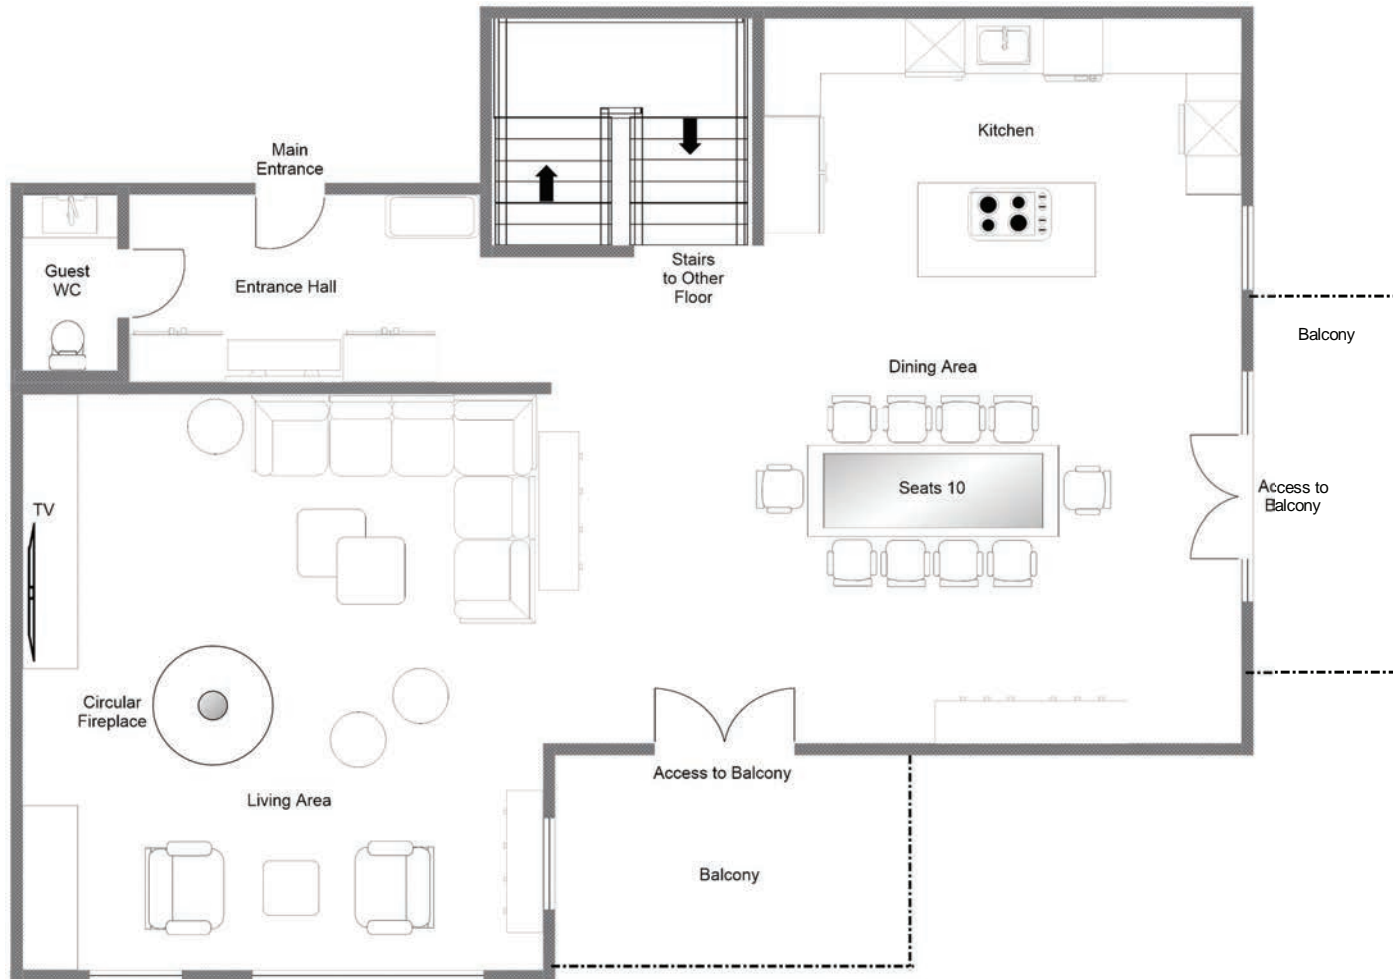 Main
Entrance
Kitchen
Guest
WC
Entrance Hall
Stairs
to Other
Floor
Balcony
Dining Area
Seats 10
TV
Access to
Balcony
Circular
Fireplace
Access to Balcony
Living Area
Balcony